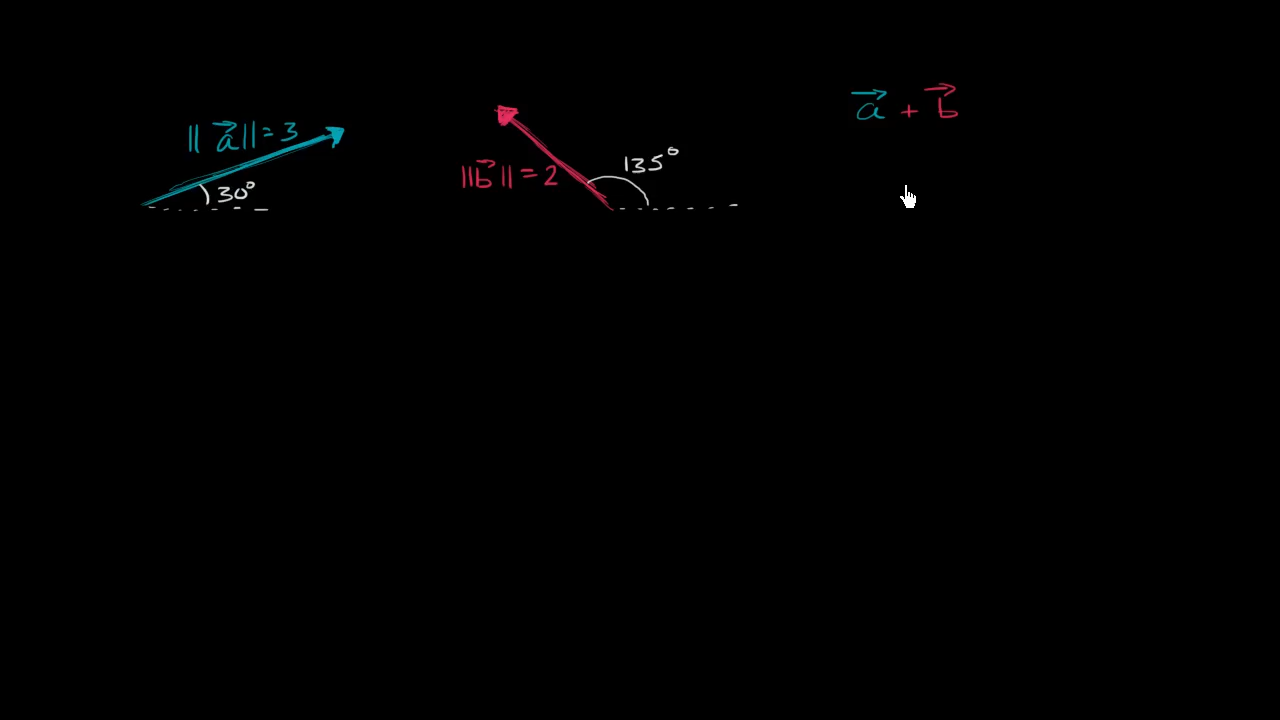 ||a⃗|| = 3
30°
||b⃗|| = 2
135°
a⃗ + b⃗